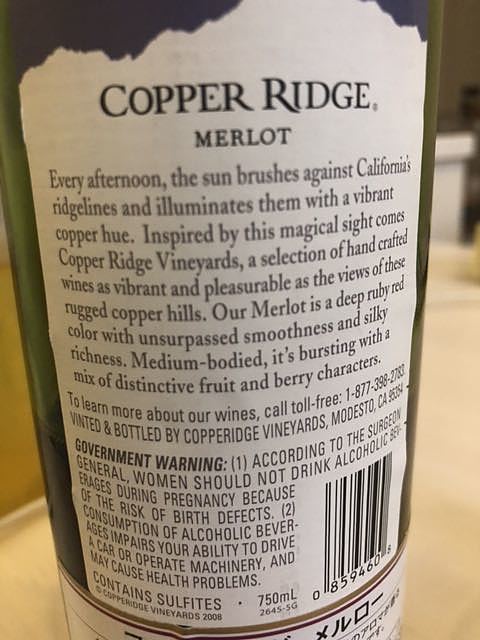 COPPER RIDGE®
MERLOT
Every afternoon, the sun brushes against California's
ridgelines and illuminates them with a vibrant
copper hue. Inspired by this magical sight comes
Copper Ridge Vineyards, a selection of hand crafted
wines as vibrant and pleasurable as the views of these
rugged copper hills. Our Merlot is a deep ruby red
color with unsurpassed smoothness and silky
richness. Medium-bodied, it's bursting with a
mix of distinctive fruit and berry characters.
To learn more about our wines, call toll-free: 1-877-398-2783.
VINTED & BOTTLED BY COPPERIDGE VINEYARDS, MODESTO, CA 95354
GOVERNMENT WARNING: (1) ACCORDING TO THE SURGEON
GENERAL, WOMEN SHOULD NOT DRINK ALCOHOLIC BEV-
ERAGES DURING PREGNANCY BECAUSE
OF THE RISK OF BIRTH DEFECTS. (2)
CONSUMPTION OF ALCOHOLIC BEVER-
AGES IMPAIRS YOUR ABILITY TO DRIVE
A CAR OR OPERATE MACHINERY, AND
MAY CAUSE HEALTH PROBLEMS.
CONTAINS SULFITES • 750mL
© COPPERIDGE VINEYARDS 2008 2645-5G
0 859460 8
メルロー